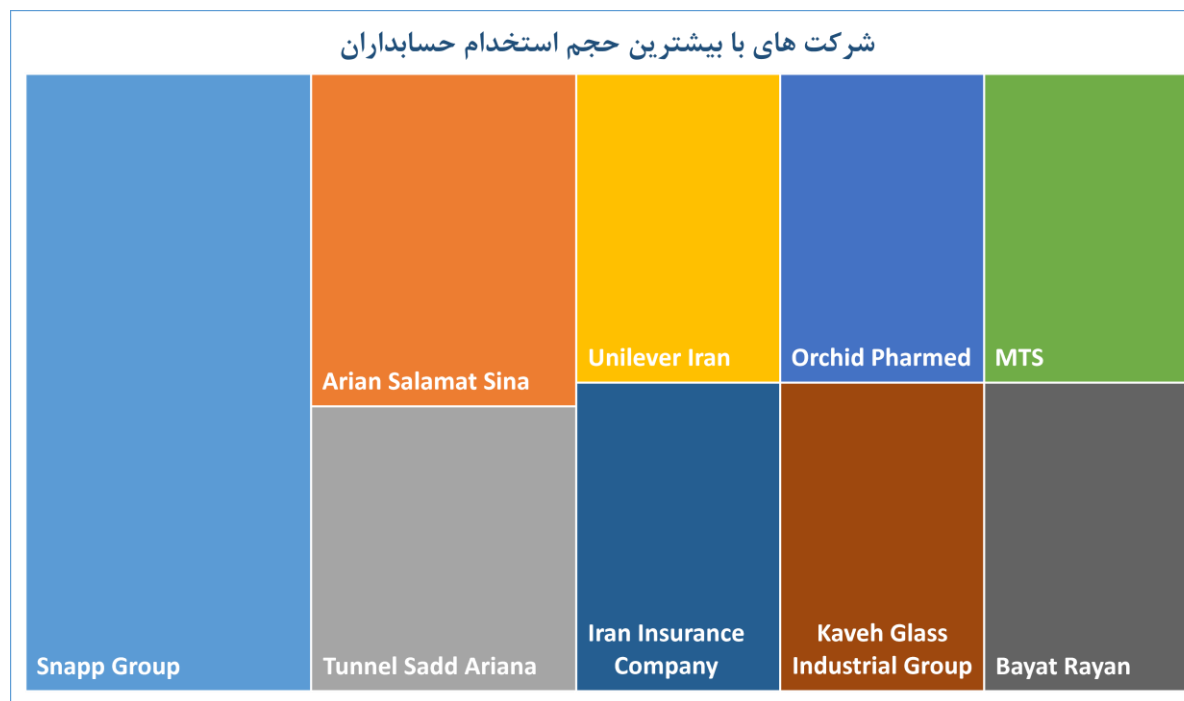 شرکت های با بیشترین حجم استخدام حسابداران
Snapp Group
Arian Salamat Sina
Tunnel Sadd Ariana
Unilever Iran
Iran Insurance
Company
Orchid Pharmed
Kaveh Glass
Industrial Group
MTS
Bayat Rayan